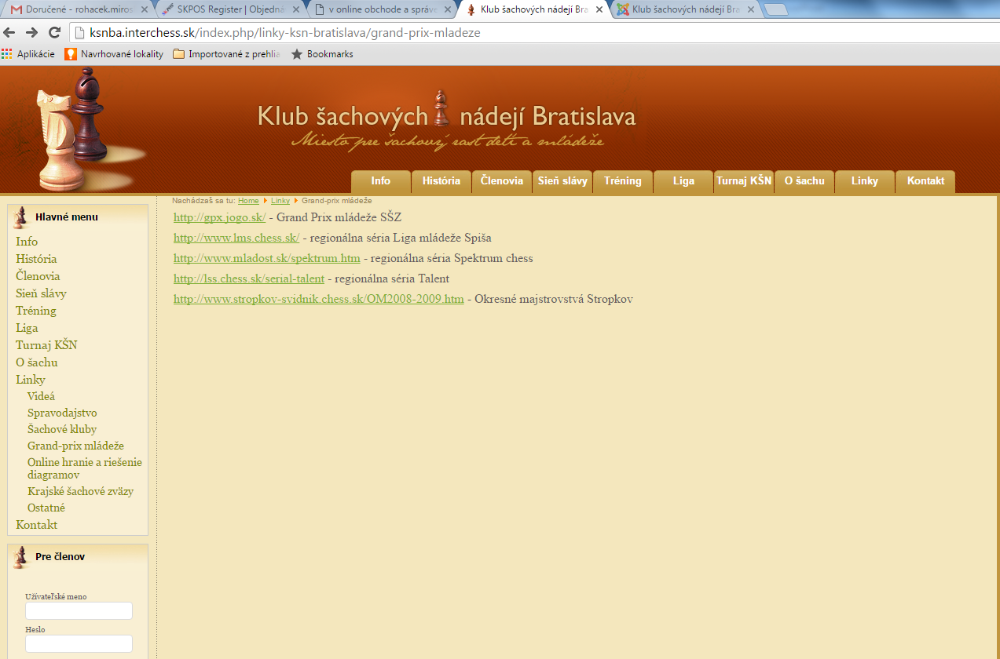 Doručené - rohacek.miros
SKPOS Register | Objedná
v online obchode a správe
Klub šachových nádejí Bra
Klub šachových nádejí Bra
ksnba.interchess.sk/index.php/linky-ksn-bratislava/grand-prix-mladeze
Aplikácie Navrhované lokality Importované z prehlia Bookmarks
Klub šachových nádejí Bratislava
Miesto pre šachový rast detí a mládeže
Info História Členovia Sieň slávy Tréning Liga Turnaj KŠN O šachu Linky Kontakt
Hlavné menu
Info
História
Členovia
Sieň slávy
Tréning
Liga
Turnaj KŠN
O šachu
Linky
Videá
Spravodajstvo
Šachové kluby
Grand-prix mládeže
Online hranie a riešenie
diagramov
Krajské šachové zväzy
Ostatné
Kontakt
Pre členov
Užívateľské meno
Heslo
Nachádzaš sa tu: Home Linky Grand-prix mládeže
http://gpx.jogo.sk/ - Grand Prix mládeže SŠZ
http://www.lms.chess.sk/ - regionálna séria Liga mládeže Spiša
http://www.mladost.sk/spektrum.htm - regionálna séria Spektrum chess
http://lss.chess.sk/serial-talent - regionálna séria Talent
http://www.stropkov-svidnik.chess.sk/OM2008-2009.htm - Okresné majstrovstvá Stropkov